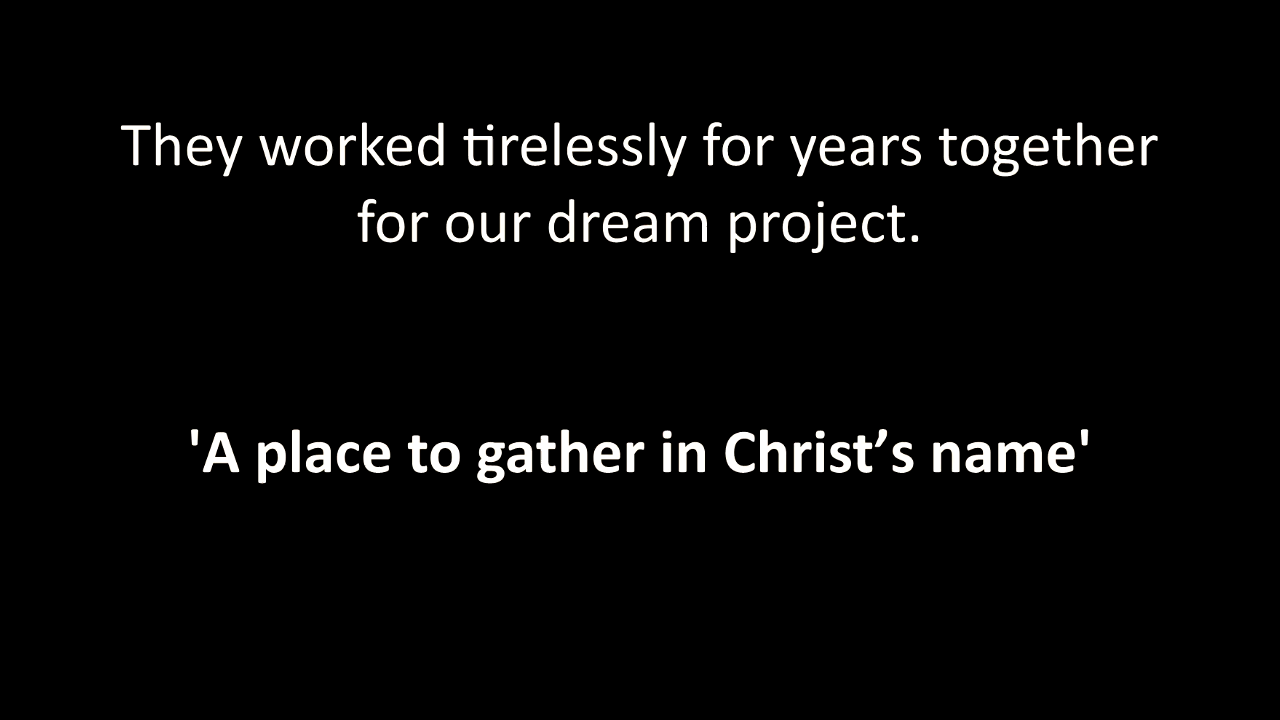 They worked tirelessly for years together
for our dream project.
'A place to gather in Christ’s name'